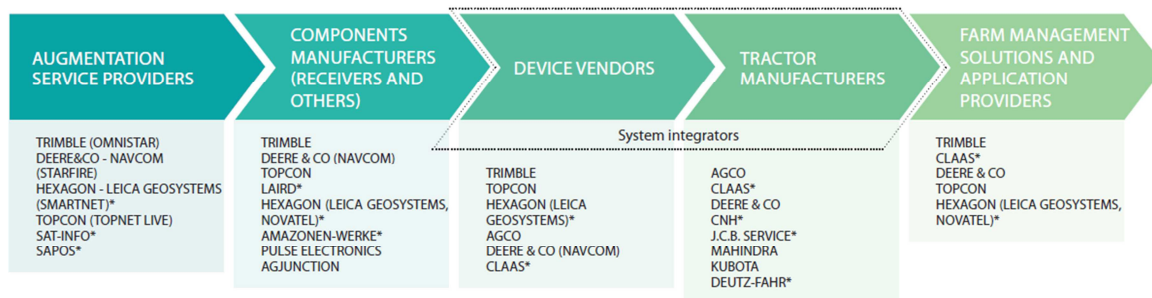 AUGMENTATION
SERVICE PROVIDERS
COMPONENTS
MANUFACTURERS
(RECEIVERS AND
OTHERS)
DEVICE VENDORS
TRACTOR
MANUFACTURERS
FARM MANAGEMENT
SOLUTIONS AND
APPLICATION
PROVIDERS
System integrators
TRIMBLE (OMNISTAR)
DEERE&CO - NAVCOM
(STARFIRE)
HEXAGON - LEICA GEOSYSTEMS
(SMARTNET)*
TOPCON (TOPNET LIVE)
SAT-INFO*
SAPOS*
TRIMBLE
DEERE & CO (NAVCOM)
TOPCON
LAIRD*
HEXAGON (LEICA GEOSYSTEMS,
NOVATEL)*
AMAZONEN-WERKE*
PULSE ELECTRONICS
AGJUNCTION
TRIMBLE
TOPCON
HEXAGON (LEICA
GEOSYSTEMS)*
AGCO
DEERE & CO (NAVCOM)
CLAAS*
AGCO
CLAAS*
DEERE & CO
CNH*
J.C.B. SERVICE*
MAHINDRA
KUBOTA
DEUTZ-FAHR*
TRIMBLE
CLAAS*
DEERE & CO
TOPCON
HEXAGON (LEICA GEOSYSTEMS,
NOVATEL)*